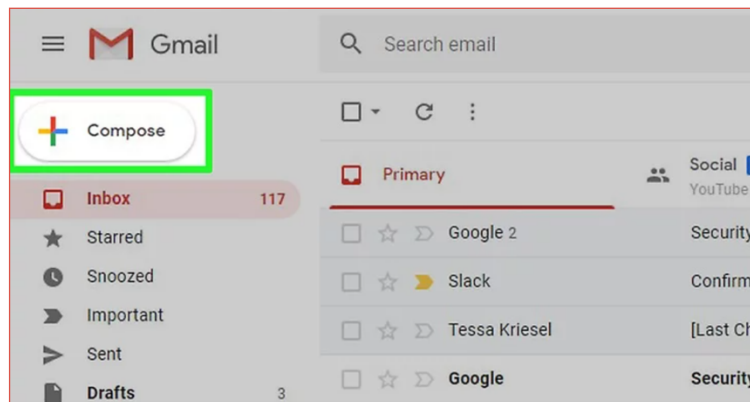 Gmail
Search email
Compose
Primary
Social
YouTube
Inbox 117
Starred
Snoozed
Important
Sent
Drafts 3
Google 2 Security
Slack Confirm
Tessa Kriesel [Last Ch
Google Security